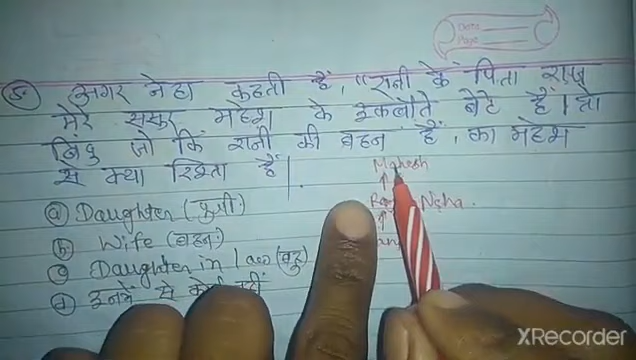 Date
Page
5. अगर नेहा कहती है, "रानी के पिता राजू
मेरे ससुर महेश के इकलौते बेटे हैं। तो
बिंदु जो कि रानी की बहन है, का महेश
से क्या रिश्ता है।
Mahesh
Neha.
a Daughter (पुत्री)
b. Wife (बहन)
c Daughter in law (बहु)
d इनमें से कोई नहीं
XRecorder